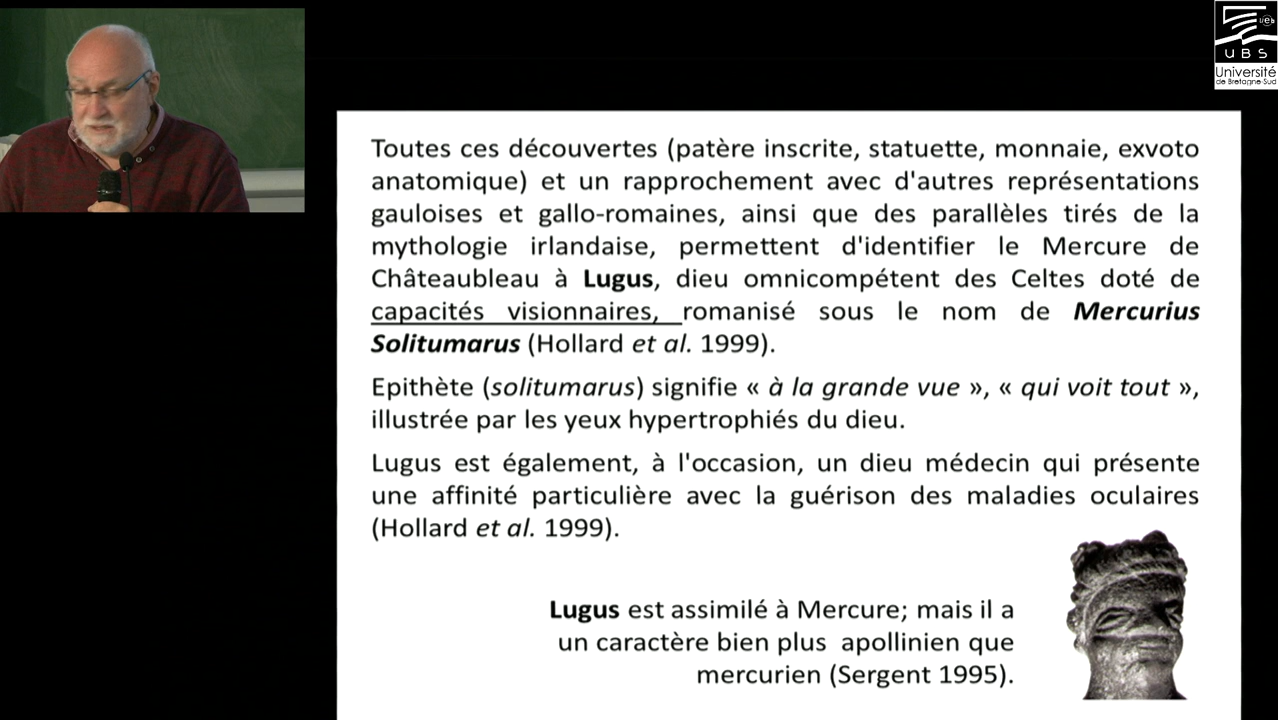 ueb
UBS
Université
de Bretagne-Sud
Toutes ces découvertes (patère inscrite, statuette, monnaie, exvoto
anatomique) et un rapprochement avec d'autres représentations
gauloises et gallo-romaines, ainsi que des parallèles tirés de la
mythologie irlandaise, permettent d'identifier le Mercure de
Châteaubleau à Lugus, dieu omnicompétent des Celtes doté de
capacités visionnaires, romanisé sous le nom de Mercurius
Solitumarus (Hollard et al. 1999).
Epithète (solitumarus) signifie « à la grande vue », « qui voit tout »,
illustrée par les yeux hypertrophiés du dieu.
Lugus est également, à l'occasion, un dieu médecin qui présente
une affinité particulière avec la guérison des maladies oculaires
(Hollard et al. 1999).
Lugus est assimilé à Mercure; mais il a
un caractère bien plus apollinien que
mercurien (Sergent 1995).